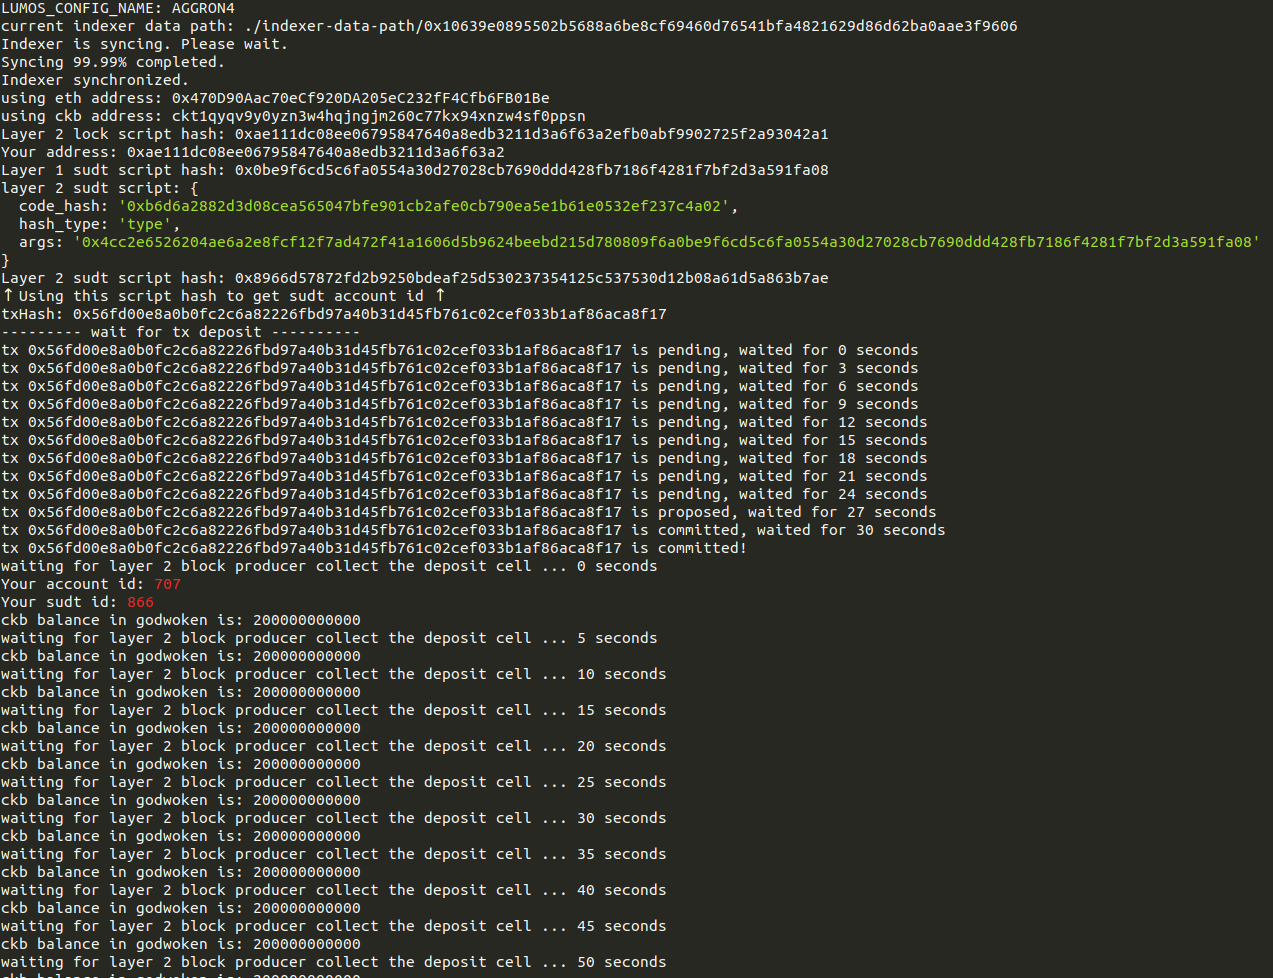 LUMOS_CONFIG_NAME: AGGRON4
current indexer data path: ./indexer-data-path/0x10639e0895502b5688a6be8cf69460d76541bfa4821629d86d62ba0aae3f9606
Indexer is syncing. Please wait.
Syncing 99.99% completed.
Indexer synchronized.
using eth address: 0x470D90Aac70eCf920DA205eC232fF4Cfb6FB01Be
using ckb address: ckt1qyqv9y0yzn3w4hqjngjm260c77kx94xnzw4sf0ppsn
Layer 2 lock script hash: 0xae111dc08ee06795847640a8edb3211d3a6f63a2efb0abf9902725f2a93042a1
Your address: 0xae111dc08ee06795847640a8edb3211d3a6f63a2
Layer 1 sudt script hash: 0x0be9f6cd5c6fa0554a30d27028cb7690ddd428fb7186f4281f7bf2d3a591fa08
layer 2 sudt script: {
  code_hash: '0xb6d6a2882d3d08cea565047bfe901cb2afe0cb790ea5e1b61e0532ef237c4a02',
  hash_type: 'type',
  args: '0x4cc2e6526204ae6a2e8fcf12f7ad472f41a1606d5b9624beebd215d780809f6a0be9f6cd5c6fa0554a30d27028cb7690ddd428fb7186f4281f7bf2d3a591fa08'
}
Layer 2 sudt script hash: 0x8966d57872fd2b9250bdeaf25d530237354125c537530d12b08a61d5a863b7ae
↑Using this script hash to get sudt account id ↑
txHash: 0x56fd00e8a0b0fc2c6a82226fbd97a40b31d45fb761c02cef033b1af86aca8f17
--------- wait for tx deposit ----------
tx 0x56fd00e8a0b0fc2c6a82226fbd97a40b31d45fb761c02cef033b1af86aca8f17 is pending, waited for 0 seconds
tx 0x56fd00e8a0b0fc2c6a82226fbd97a40b31d45fb761c02cef033b1af86aca8f17 is pending, waited for 3 seconds
tx 0x56fd00e8a0b0fc2c6a82226fbd97a40b31d45fb761c02cef033b1af86aca8f17 is pending, waited for 6 seconds
tx 0x56fd00e8a0b0fc2c6a82226fbd97a40b31d45fb761c02cef033b1af86aca8f17 is pending, waited for 9 seconds
tx 0x56fd00e8a0b0fc2c6a82226fbd97a40b31d45fb761c02cef033b1af86aca8f17 is pending, waited for 12 seconds
tx 0x56fd00e8a0b0fc2c6a82226fbd97a40b31d45fb761c02cef033b1af86aca8f17 is pending, waited for 15 seconds
tx 0x56fd00e8a0b0fc2c6a82226fbd97a40b31d45fb761c02cef033b1af86aca8f17 is pending, waited for 18 seconds
tx 0x56fd00e8a0b0fc2c6a82226fbd97a40b31d45fb761c02cef033b1af86aca8f17 is pending, waited for 21 seconds
tx 0x56fd00e8a0b0fc2c6a82226fbd97a40b31d45fb761c02cef033b1af86aca8f17 is pending, waited for 24 seconds
tx 0x56fd00e8a0b0fc2c6a82226fbd97a40b31d45fb761c02cef033b1af86aca8f17 is proposed, waited for 27 seconds
tx 0x56fd00e8a0b0fc2c6a82226fbd97a40b31d45fb761c02cef033b1af86aca8f17 is committed, waited for 30 seconds
tx 0x56fd00e8a0b0fc2c6a82226fbd97a40b31d45fb761c02cef033b1af86aca8f17 is committed!
waiting for layer 2 block producer collect the deposit cell ... 0 seconds
Your account id: 707
Your sudt id: 866
ckb balance in godwoken is: 200000000000
waiting for layer 2 block producer collect the deposit cell ... 5 seconds
ckb balance in godwoken is: 200000000000
waiting for layer 2 block producer collect the deposit cell ... 10 seconds
ckb balance in godwoken is: 200000000000
waiting for layer 2 block producer collect the deposit cell ... 15 seconds
ckb balance in godwoken is: 200000000000
waiting for layer 2 block producer collect the deposit cell ... 20 seconds
ckb balance in godwoken is: 200000000000
waiting for layer 2 block producer collect the deposit cell ... 25 seconds
ckb balance in godwoken is: 200000000000
waiting for layer 2 block producer collect the deposit cell ... 30 seconds
ckb balance in godwoken is: 200000000000
waiting for layer 2 block producer collect the deposit cell ... 35 seconds
ckb balance in godwoken is: 200000000000
waiting for layer 2 block producer collect the deposit cell ... 40 seconds
ckb balance in godwoken is: 200000000000
waiting for layer 2 block producer collect the deposit cell ... 45 seconds
ckb balance in godwoken is: 200000000000
waiting for layer 2 block producer collect the deposit cell ... 50 seconds